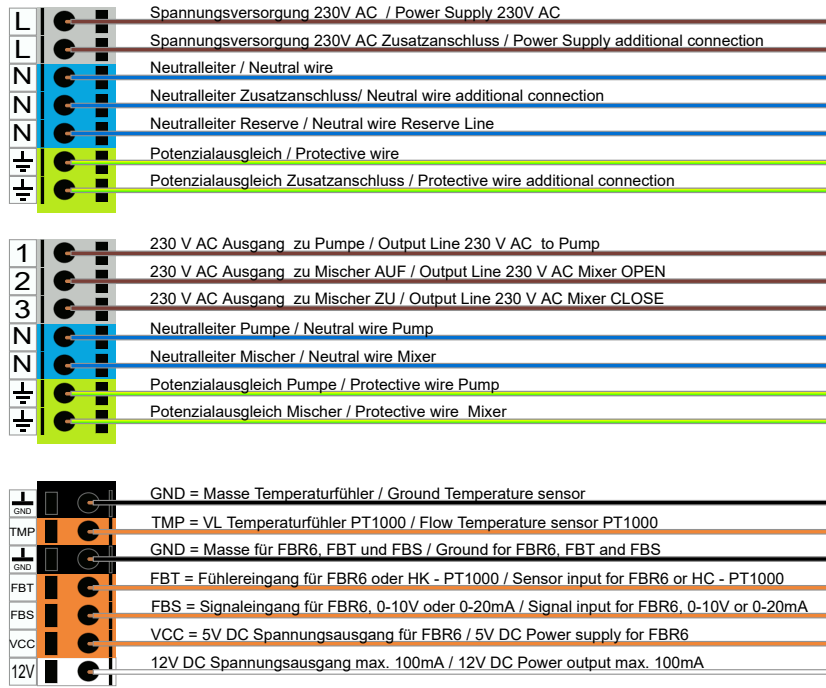 L Spannungsversorgung 230V AC / Power Supply 230V AC
L Spannungsversorgung 230V AC Zusatzanschluss / Power Supply additional connection
N Neutralleiter / Neutral wire
N Neutralleiter Zusatzanschluss/ Neutral wire additional connection
N Neutralleiter Reserve / Neutral wire Reserve Line
Potenzialausgleich / Protective wire
Potenzialausgleich Zusatzanschluss / Protective wire additional connection
1 230 V AC Ausgang zu Pumpe / Output Line 230 V AC to Pump
2 230 V AC Ausgang zu Mischer AUF / Output Line 230 V AC Mixer OPEN
3 230 V AC Ausgang zu Mischer ZU / Output Line 230 V AC Mixer CLOSE
N Neutralleiter Pumpe / Neutral wire Pump
N Neutralleiter Mischer / Neutral wire Mixer
Potenzialausgleich Pumpe / Protective wire Pump
Potenzialausgleich Mischer / Protective wire Mixer
GND GND = Masse Temperaturfühler / Ground Temperature sensor
TMP TMP = VL Temperaturfühler PT1000 / Flow Temperature sensor PT1000
GND GND = Masse für FBR6, FBT und FBS / Ground for FBR6, FBT and FBS
FBT FBT = Fühlereingang für FBR6 oder HK - PT1000 / Sensor input for FBR6 or HC - PT1000
FBS FBS = Signaleingang für FBR6, 0-10V oder 0-20mA / Signal input for FBR6, 0-10V or 0-20mA
VCC VCC = 5V DC Spannungsausgang für FBR6 / 5V DC Power supply for FBR6
12V 12V DC Spannungsausgang max. 100mA / 12V DC Power output max. 100mA